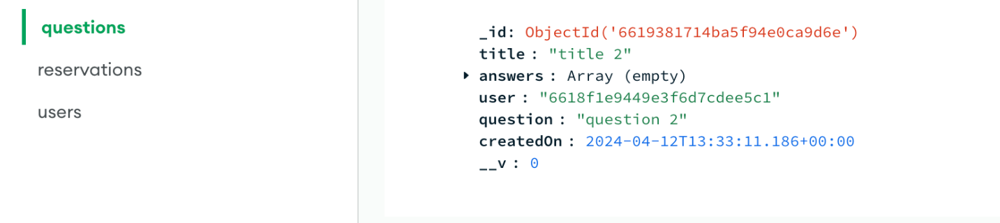 questions
reservations
users
_id: ObjectId('6619381714ba5f94e0ca9d6e')
title : "title 2"
answers : Array (empty)
user : "6618f1e9449e3f6d7cdee5c1"
question : "question 2"
createdOn : 2024-04-12T13:33:11.186+00:00
__v : 0